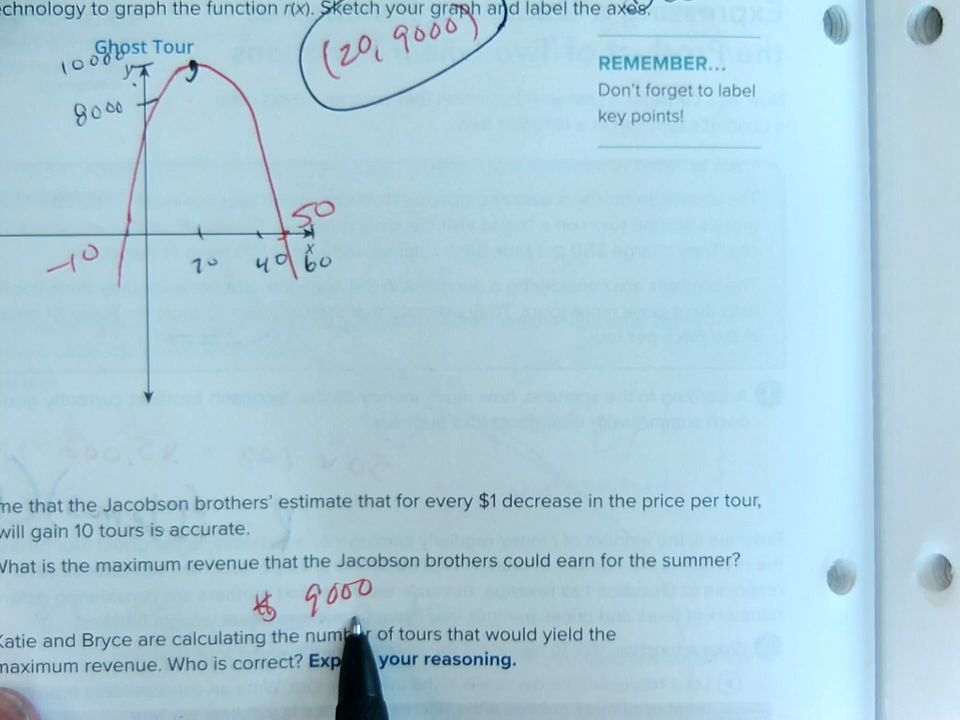 echnology to graph the function r(x). Sketch your graph and label the axes.
(20, 9000)
Ghost Tour
10000
y
8000
REMEMBER...
Don't forget to label
key points!
50
-10
20
40
x
60
me that the Jacobson brothers' estimate that for every $1 decrease in the price per tour,
will gain 10 tours is accurate.
What is the maximum revenue that the Jacobson brothers could earn for the summer?
$ 9000
Katie and Bryce are calculating the number of tours that would yield the
maximum revenue. Who is correct? your reasoning.